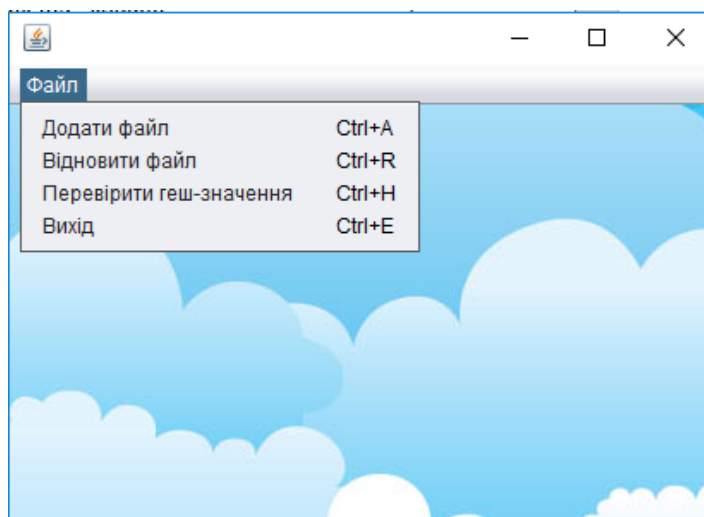 Файл
Додати файл Ctrl+A
Відновити файл Ctrl+R
Перевірити геш-значення Ctrl+H
Вихід Ctrl+E